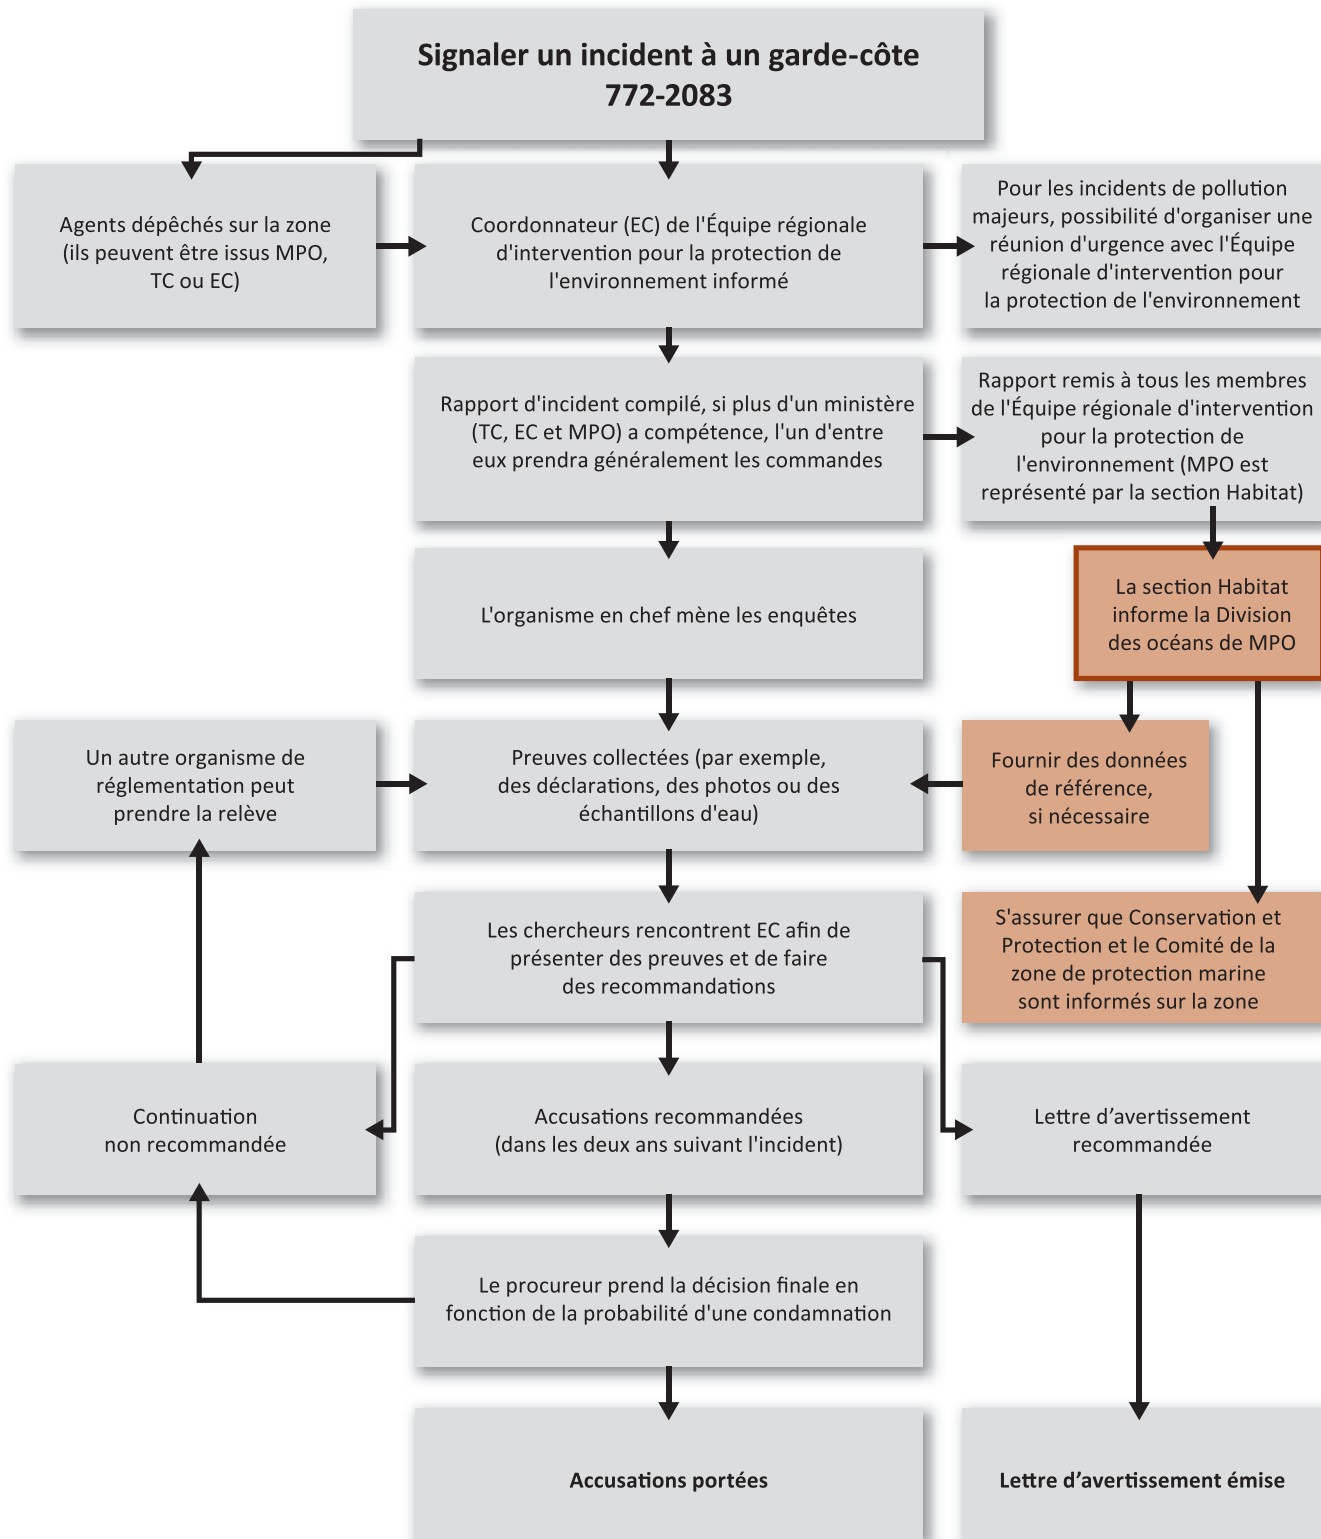 Signaler un incident à un garde-côte
772-2083
Agents dépêchés sur la zone
(ils peuvent être issus MPO,
TC ou EC)
Coordonnateur (EC) de l'Équipe régionale
d'intervention pour la protection de
l'environnement informé
Pour les incidents de pollution
majeurs, possibilité d'organiser une
réunion d'urgence avec l'Équipe
régionale d'intervention pour
la protection de l'environnement
Rapport d'incident compilé, si plus d'un ministère
(TC, EC et MPO) a compétence, l'un d'entre
eux prendra généralement les commandes
Rapport remis à tous les membres
de l'Équipe régionale d'intervention
pour la protection de
l'environnement (MPO est
représenté par la section Habitat)
L'organisme en chef mène les enquêtes
La section Habitat
informe la Division
des océans de MPO
Un autre organisme de
réglementation peut
prendre la relève
Preuves collectées (par exemple,
des déclarations, des photos ou des
échantillons d'eau)
Fournir des données
de référence,
si nécessaire
Les chercheurs rencontrent EC afin de
présenter des preuves et de faire
des recommandations
S'assurer que Conservation et
Protection et le Comité de la
zone de protection marine
sont informés sur la zone
Continuation
non recommandée
Accusations recommandées
(dans les deux ans suivant l'incident)
Lettre d’avertissement
recommandée
Le procureur prend la décision finale en
fonction de la probabilité d'une condamnation
Accusations portées
Lettre d’avertissement émise